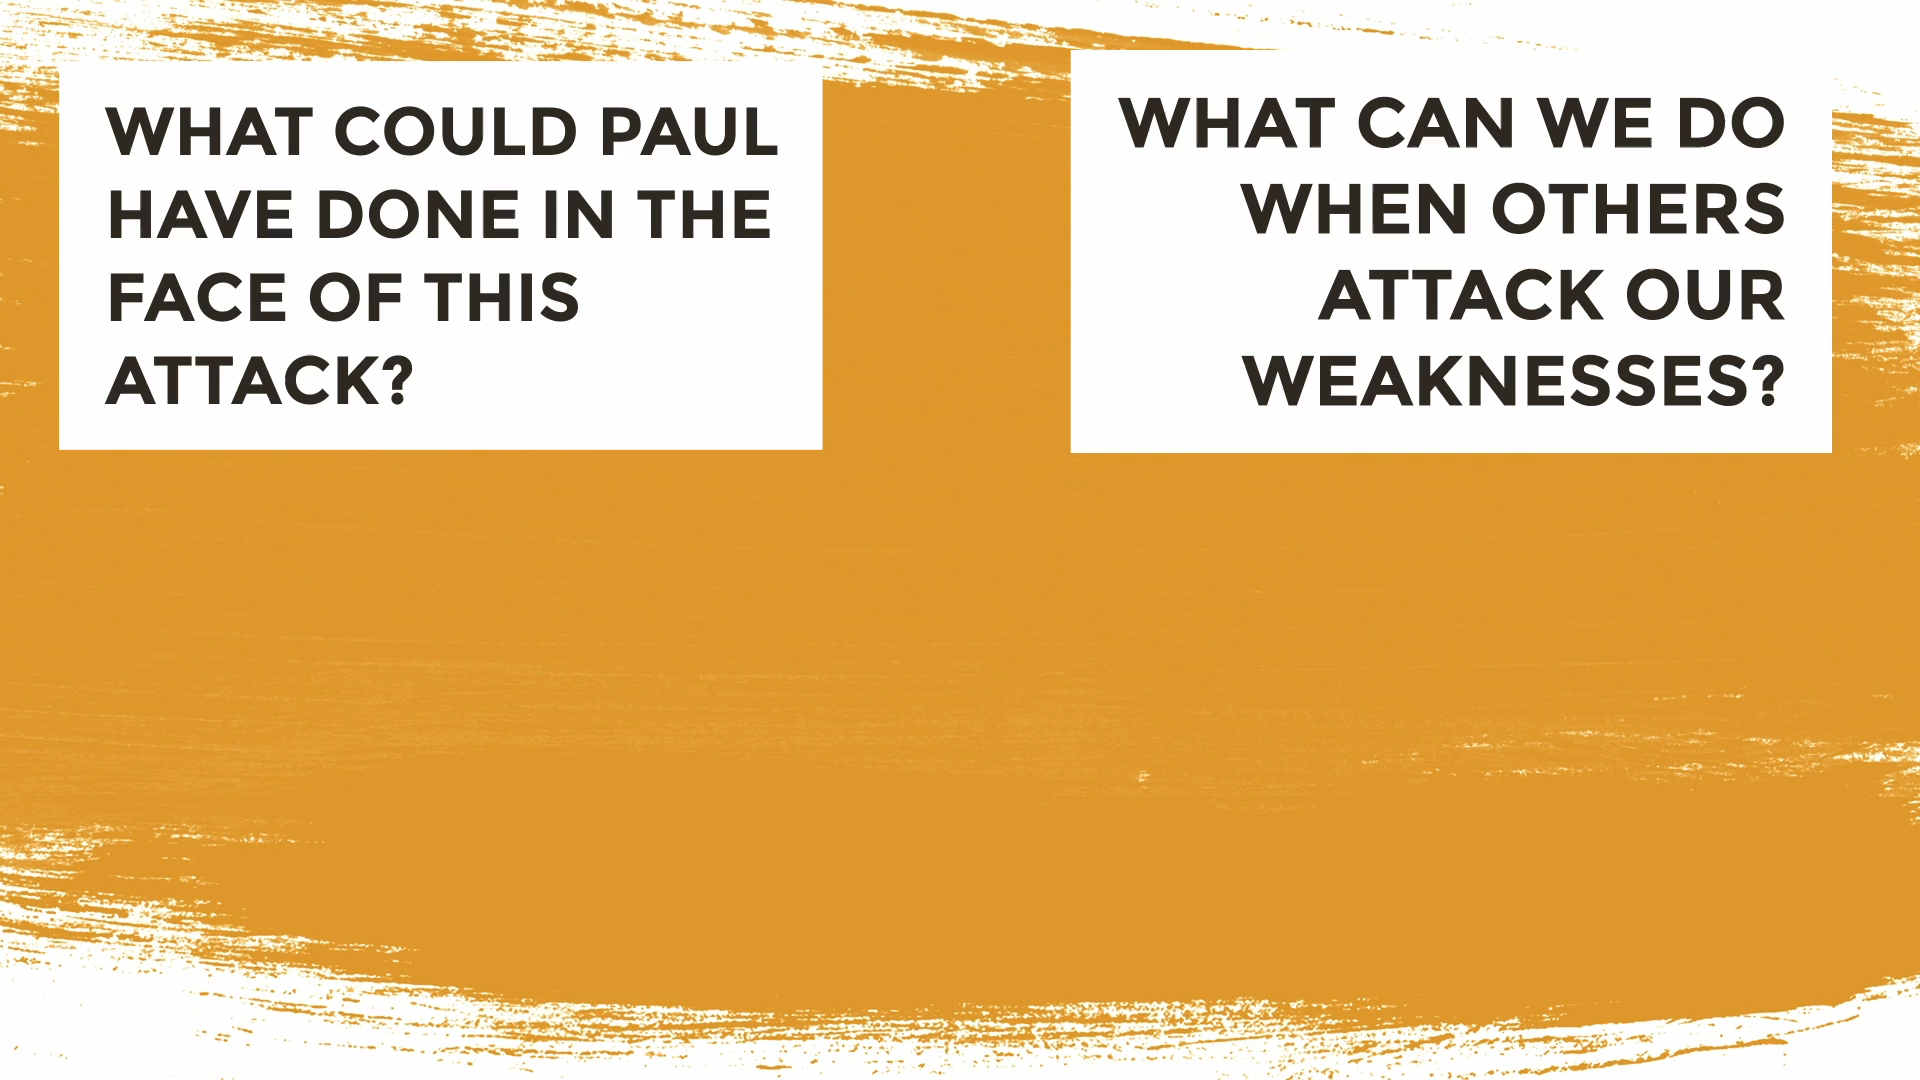 WHAT COULD PAUL
HAVE DONE IN THE
FACE OF THIS
ATTACK?
WHAT CAN WE DO
WHEN OTHERS
ATTACK OUR
WEAKNESSES?